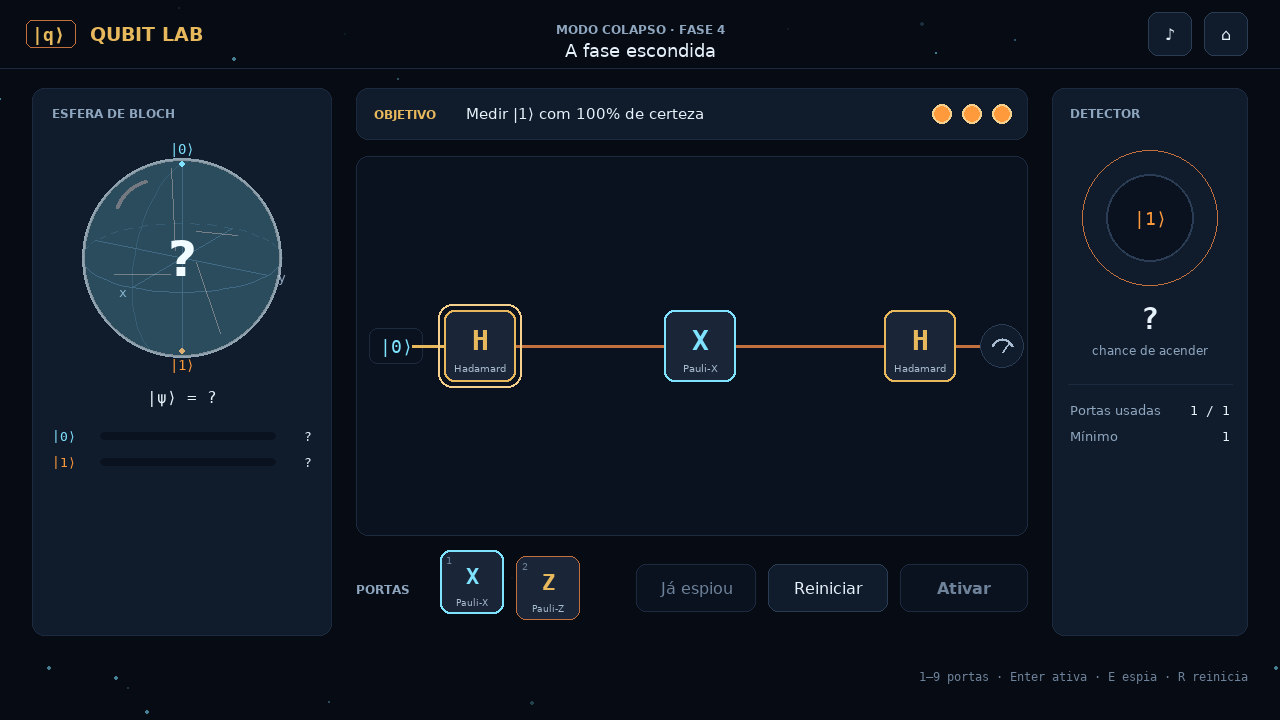 |q⟩ QUBIT LAB
MODO COLAPSO · FASE 4
A fase escondida
♪ ⌂
ESFERA DE BLOCH
|0⟩
?
x
y
|1⟩
|ψ⟩ = ?
|0⟩ ?
|1⟩ ?
OBJETIVO Medir |1⟩ com 100% de certeza
|0⟩
H
Hadamard
X
Pauli-X
H
Hadamard
PORTAS
1
X
Pauli-X
2
Z
Pauli-Z
Já espiou
Reiniciar
Ativar
DETECTOR
|1⟩
?
chance de acender
Portas usadas 1 / 1
Mínimo 1
1–9 portas · Enter ativa · E espia · R reinicia